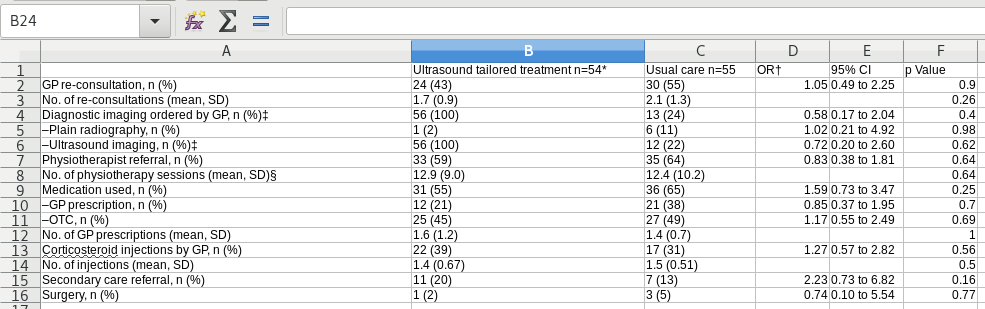 B24
A B C D E F
1 Ultrasound tailored treatment n=54* Usual care n=55 OR† 95% CI p Value
2 GP re-consultation, n (%) 24 (43) 30 (55) 1.05 0.49 to 2.25 0.9
3 No. of re-consultations (mean, SD) 1.7 (0.9) 2.1 (1.3) 0.26
4 Diagnostic imaging ordered by GP, n (%)‡ 56 (100) 13 (24) 0.58 0.17 to 2.04 0.4
5 –Plain radiography, n (%) 1 (2) 6 (11) 1.02 0.21 to 4.92 0.98
6 –Ultrasound imaging, n (%)‡ 56 (100) 12 (22) 0.72 0.20 to 2.60 0.62
7 Physiotherapist referral, n (%) 33 (59) 35 (64) 0.83 0.38 to 1.81 0.64
8 No. of physiotherapy sessions (mean, SD)§ 12.9 (9.0) 12.4 (10.2) 0.64
9 Medication used, n (%) 31 (55) 36 (65) 1.59 0.73 to 3.47 0.25
10 –GP prescription, n (%) 12 (21) 21 (38) 0.85 0.37 to 1.95 0.7
11 –OTC, n (%) 25 (45) 27 (49) 1.17 0.55 to 2.49 0.69
12 No. of GP prescriptions (mean, SD) 1.6 (1.2) 1.4 (0.7) 1
13 Corticosteroid injections by GP, n (%) 22 (39) 17 (31) 1.27 0.57 to 2.82 0.56
14 No. of injections (mean, SD) 1.4 (0.67) 1.5 (0.51) 0.5
15 Secondary care referral, n (%) 11 (20) 7 (13) 2.23 0.73 to 6.82 0.16
16 Surgery, n (%) 1 (2) 3 (5) 0.74 0.10 to 5.54 0.77